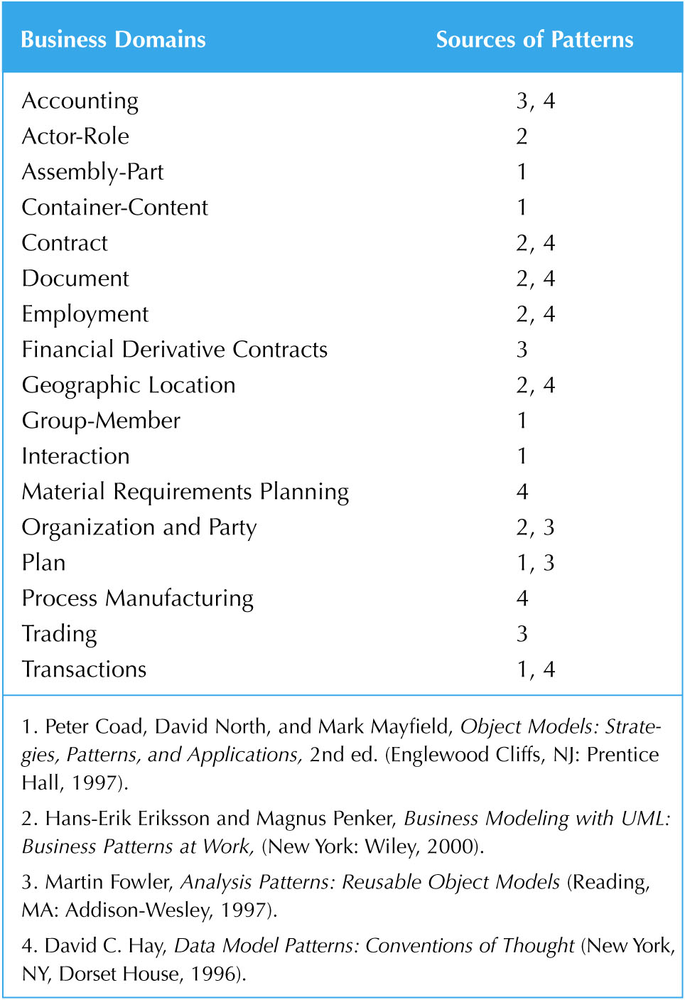 Business Domains Sources of Patterns
Accounting 3, 4
Actor-Role 2
Assembly-Part 1
Container-Content 1
Contract 2, 4
Document 2, 4
Employment 2, 4
Financial Derivative Contracts 3
Geographic Location 2, 4
Group-Member 1
Interaction 1
Material Requirements Planning 4
Organization and Party 2, 3
Plan 1, 3
Process Manufacturing 4
Trading 3
Transactions 1, 4
1. Peter Coad, David North, and Mark Mayfield, Object Models: Strate-
gies, Patterns, and Applications, 2nd ed. (Englewood Cliffs, NJ: Prentice
Hall, 1997).
2. Hans-Erik Eriksson and Magnus Penker, Business Modeling with UML:
Business Patterns at Work, (New York: Wiley, 2000).
3. Martin Fowler, Analysis Patterns: Reusable Object Models (Reading,
MA: Addison-Wesley, 1997).
4. David C. Hay, Data Model Patterns: Conventions of Thought (New York,
NY, Dorset House, 1996).